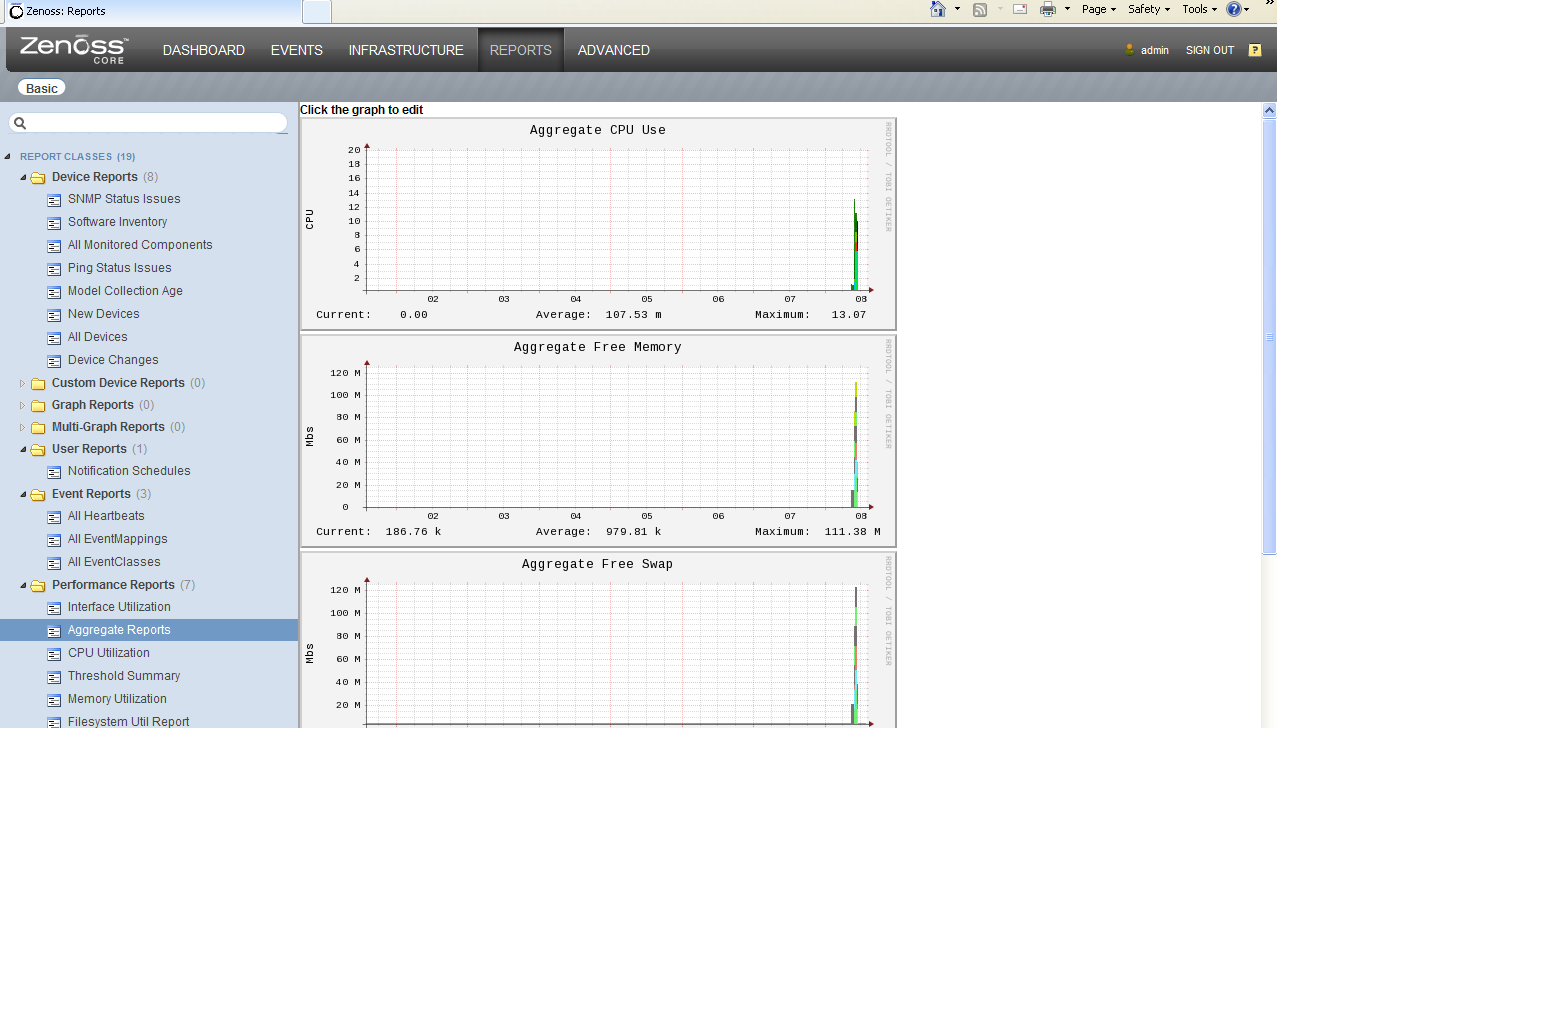 Zenoss: Reports
Page
Safety
Tools
?
»
Zenoss™
CORE
DASHBOARD
EVENTS
INFRASTRUCTURE
REPORTS
ADVANCED
admin
SIGN OUT
?
Basic
REPORT CLASSES (19)
Device Reports (8)
SNMP Status Issues
Software Inventory
All Monitored Components
Ping Status Issues
Model Collection Age
New Devices
All Devices
Device Changes
Custom Device Reports (0)
Graph Reports (0)
Multi-Graph Reports (0)
User Reports (1)
Notification Schedules
Event Reports (3)
All Heartbeats
All EventMappings
All EventClasses
Performance Reports (7)
Interface Utilization
Aggregate Reports
CPU Utilization
Threshold Summary
Memory Utilization
Filesystem Util Report
Click the graph to edit
Aggregate CPU Use
RRDTOOL / TOBI OETIKER
CPU
20
18
16
14
12
10
8
6
4
2
02 03 04 05 06 07 08
Current: 0.00 Average: 107.53 m Maximum: 13.07
Aggregate Free Memory
RRDTOOL / TOBI OETIKER
Mbs
120 M
100 M
80 M
60 M
40 M
20 M
0
02 03 04 05 06 07 08
Current: 186.76 k Average: 979.81 k Maximum: 111.38 M
Aggregate Free Swap
RRDTOOL / TOBI OETIKER
Mbs
120 M
100 M
80 M
60 M
40 M
20 M